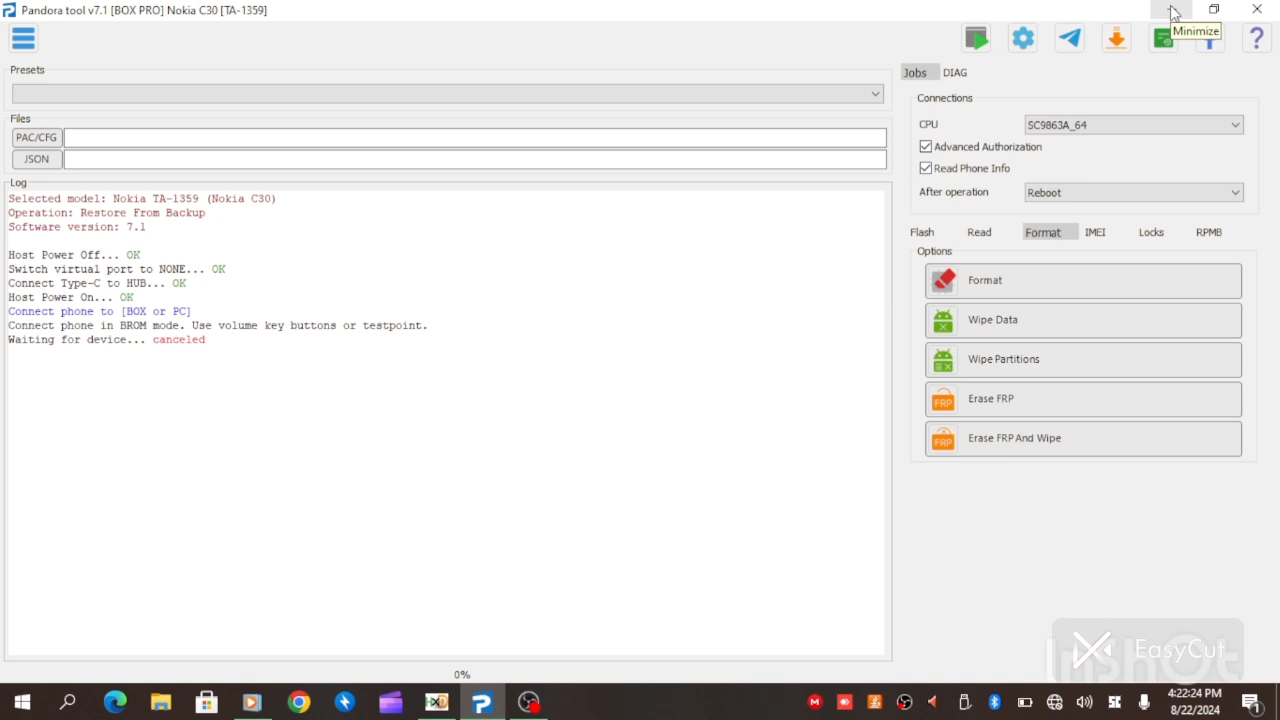 Pandora tool v7.1 [BOX PRO] Nokia C30 [TA-1359]
Minimize
Presets
Files
PAC/CFG
JSON
Log
Selected model: Nokia TA-1359 (Nokia C30)
Operation: Restore From Backup
Software version: 7.1
Host Power Off... OK
Switch virtual port to NONE... OK
Connect Type-C to HUB... OK
Host Power On... OK
Connect phone to [BOX or PC]
Connect phone in BROM mode. Use volume key buttons or testpoint.
Waiting for device... canceled
0%
Jobs DIAG
Connections
CPU SC9863A_64
Advanced Authorization
Read Phone Info
After operation Reboot
Flash Read Format IMEI Locks RPMB
Options
Format
Wipe Data
Wipe Partitions
FRP Erase FRP
FRP Erase FRP And Wipe
EasyCut
InShot
4:22:24 PM
8/22/2024
1